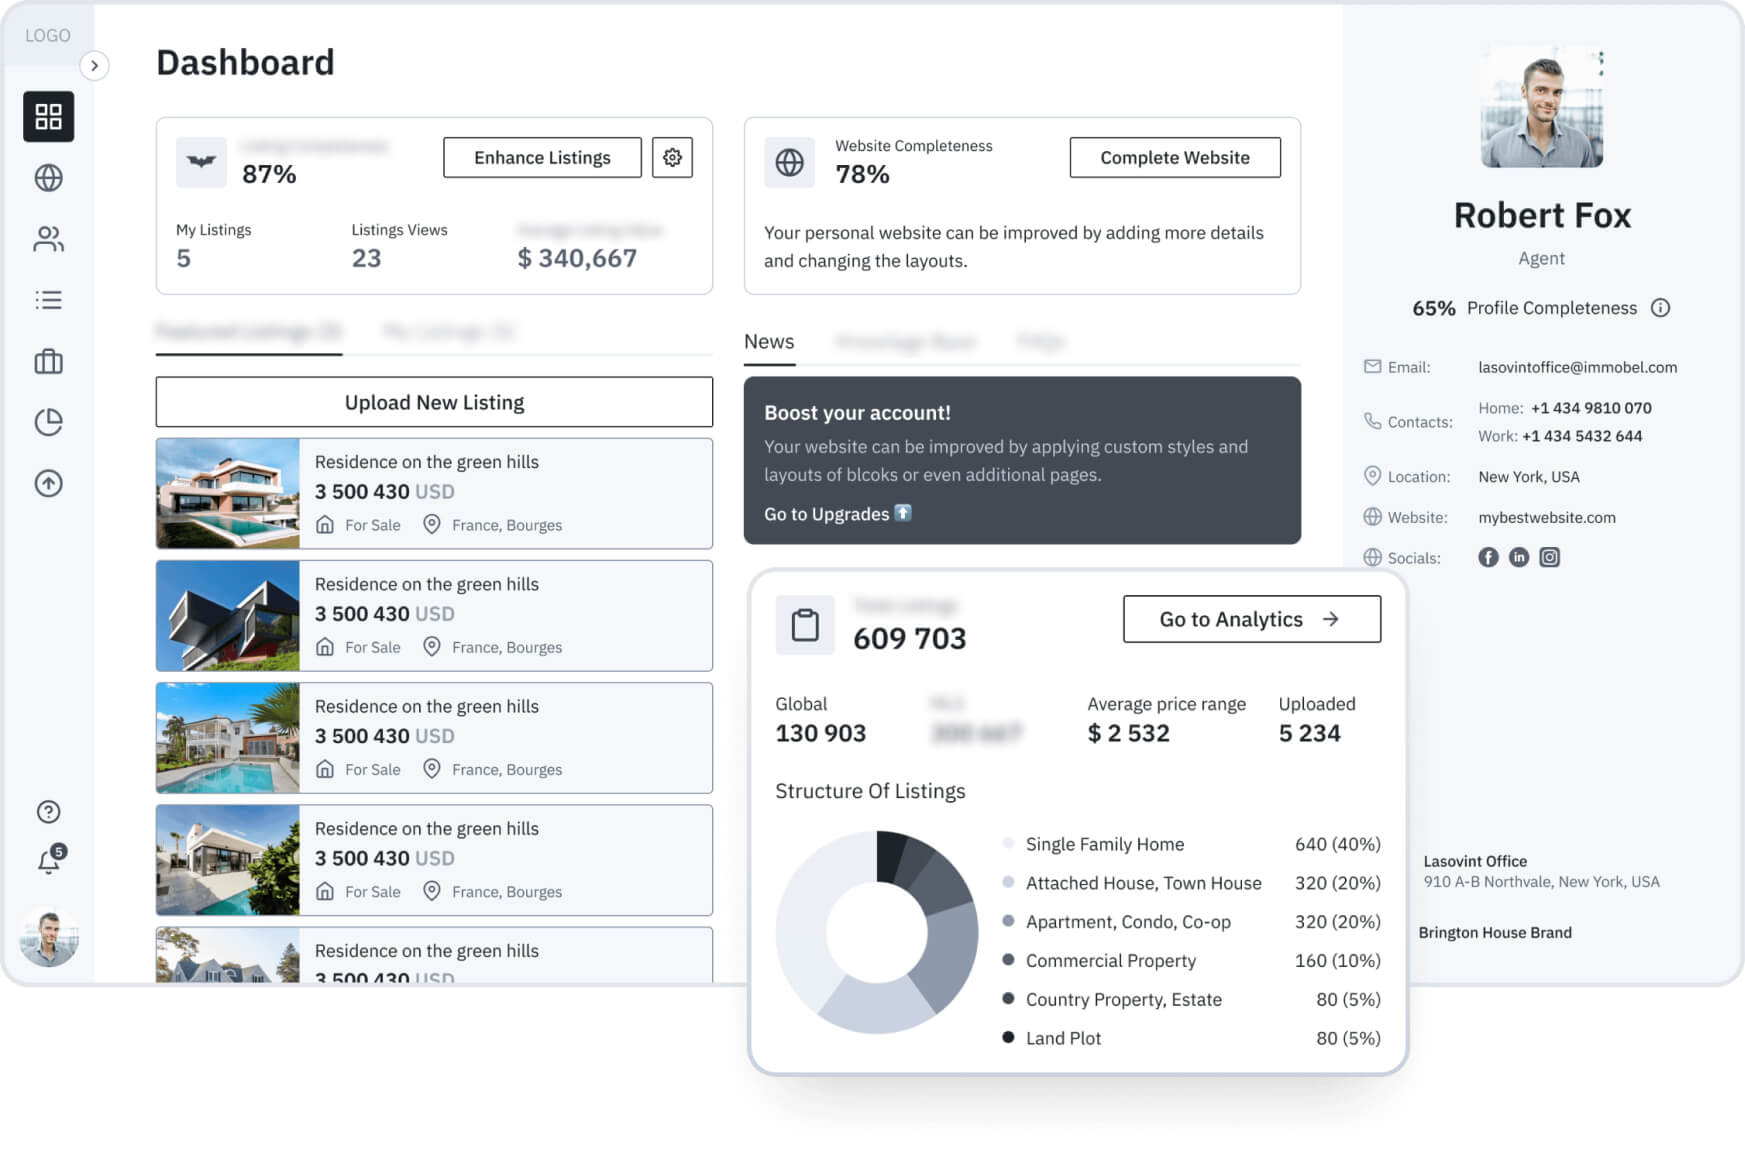 LOGO
Dashboard
87%
Enhance Listings
My Listings
5
Listings Views
23
$ 340,667
Website Completeness
78%
Complete Website
Your personal website can be improved by adding more details
and changing the layouts.
Upload New Listing
Residence on the green hills
3 500 430 USD
For Sale France, Bourges
Residence on the green hills
3 500 430 USD
For Sale France, Bourges
Residence on the green hills
3 500 430 USD
For Sale France, Bourges
Residence on the green hills
3 500 430 USD
For Sale France, Bourges
Residence on the green hills
3 500 430 USD
News
Boost your account!
Your website can be improved by applying custom styles and
layouts of blcoks or even additional pages.
Go to Upgrades
609 703
Go to Analytics
Global
130 903
Average price range
$ 2 532
Uploaded
5 234
Structure Of Listings
Single Family Home 640 (40%)
Attached House, Town House 320 (20%)
Apartment, Condo, Co-op 320 (20%)
Commercial Property 160 (10%)
Country Property, Estate 80 (5%)
Land Plot 80 (5%)
Robert Fox
Agent
65% Profile Completeness
Email: lasovintoffice@immobel.com
Contacts: Home: +1 434 9810 070
Work: +1 434 5432 644
Location: New York, USA
Website: mybestwebsite.com
Socials:
Lasovint Office
910 A-B Northvale, New York, USA
Brington House Brand
5